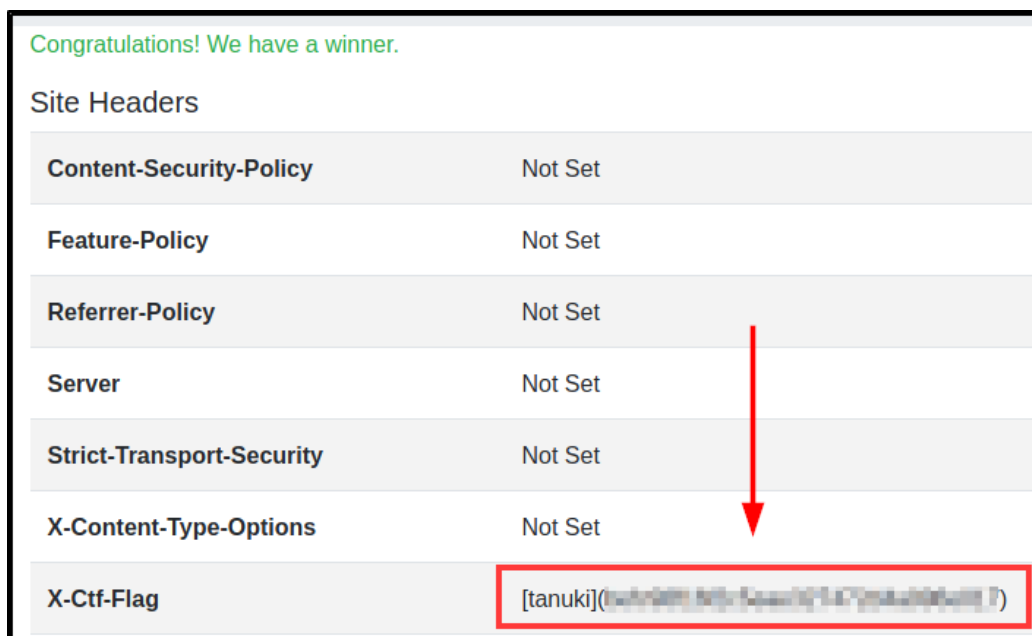 Congratulations! We have a winner.
Site Headers
Content-Security-Policy Not Set
Feature-Policy Not Set
Referrer-Policy Not Set
Server Not Set
Strict-Transport-Security Not Set
X-Content-Type-Options Not Set
X-Ctf-Flag [tanuki](